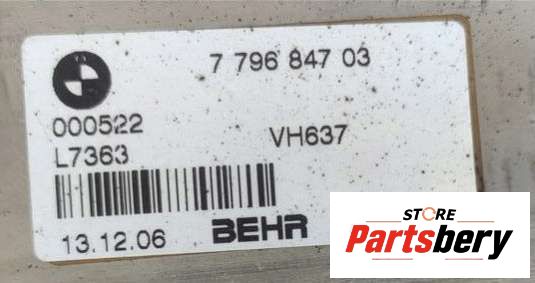 7 796 847 03
000522
VH637
L7363
13.12.06
BEHR
STORE
Partsbery